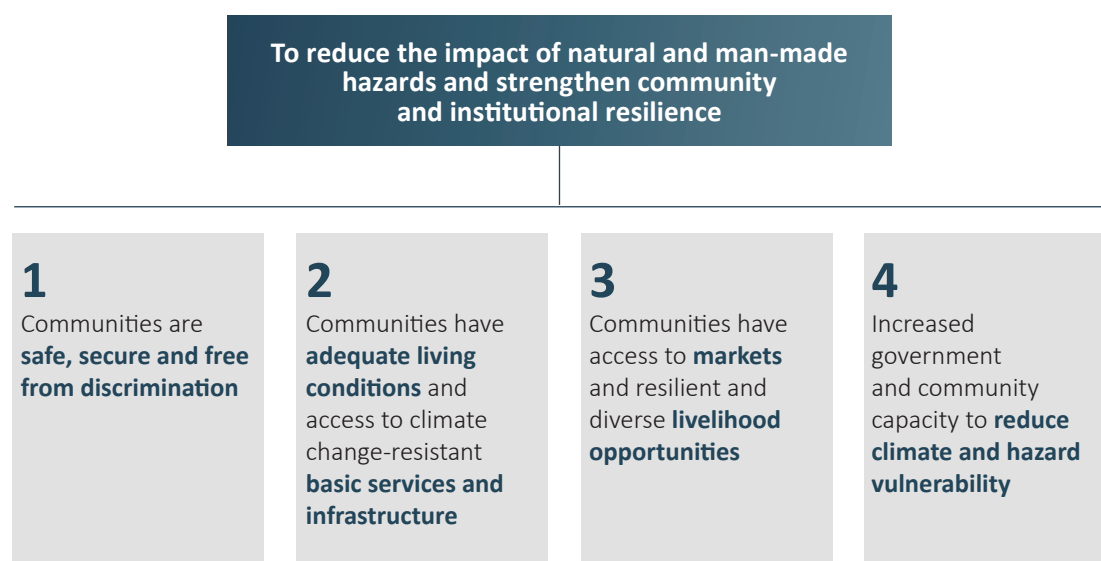 To reduce the impact of natural and man-made
hazards and strengthen community
and institutional resilience
1
Communities are
safe, secure and free
from discrimination
2
Communities have
adequate living
conditions and
access to climate
change-resistant
basic services and
infrastructure
3
Communities have
access to markets
and resilient and
diverse livelihood
opportunities
4
Increased
government
and community
capacity to reduce
climate and hazard
vulnerability